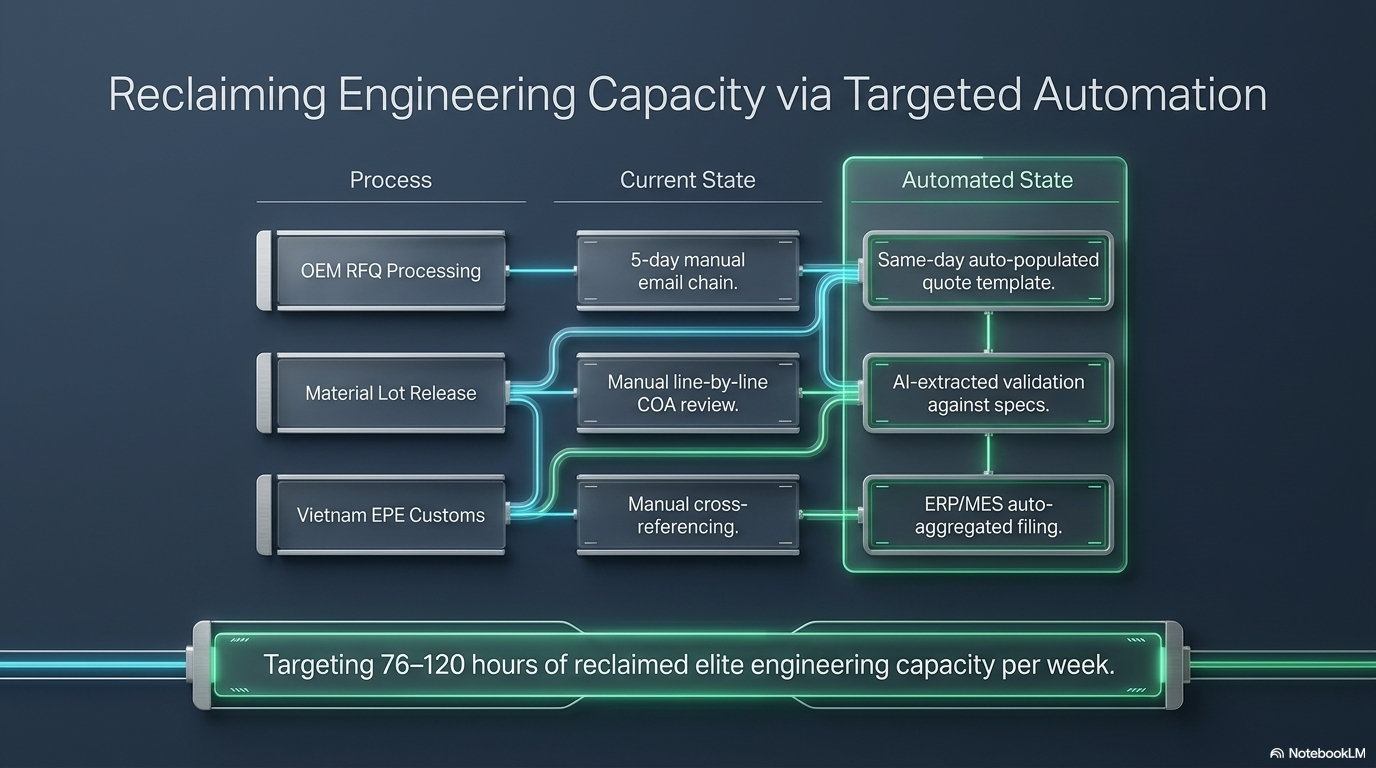 Reclaiming Engineering Capacity via Targeted Automation
Process
Current State
Automated State
OEM RFQ Processing
5-day manual
email chain.
Same-day auto-populated
quote template.
Material Lot Release
Manual line-by-line
COA review.
AI-extracted validation
against specs.
Vietnam EPE Customs
Manual cross-
referencing.
ERP/MES auto-
aggregated filing.
Targeting 76–120 hours of reclaimed elite engineering capacity per week.
NotebookLM